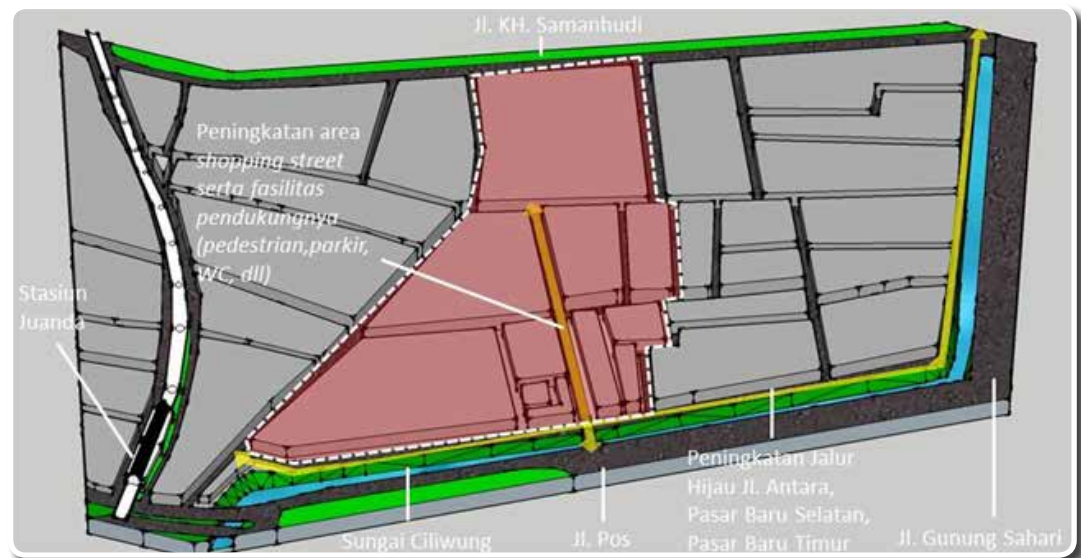 Jl. KH. Samanhudi
Peningkatan area
shopping street
serta fasilitas
pendukungnya
(pedestrian,parkir,
WC, dll)
Stasiun
Juanda
Peningkatan Jalur
Hijau Jl. Antara,
Pasar Baru Selatan,
Pasar Baru Timur
Sungai Ciliwung
Jl. Pos
Jl. Gunung Sahari